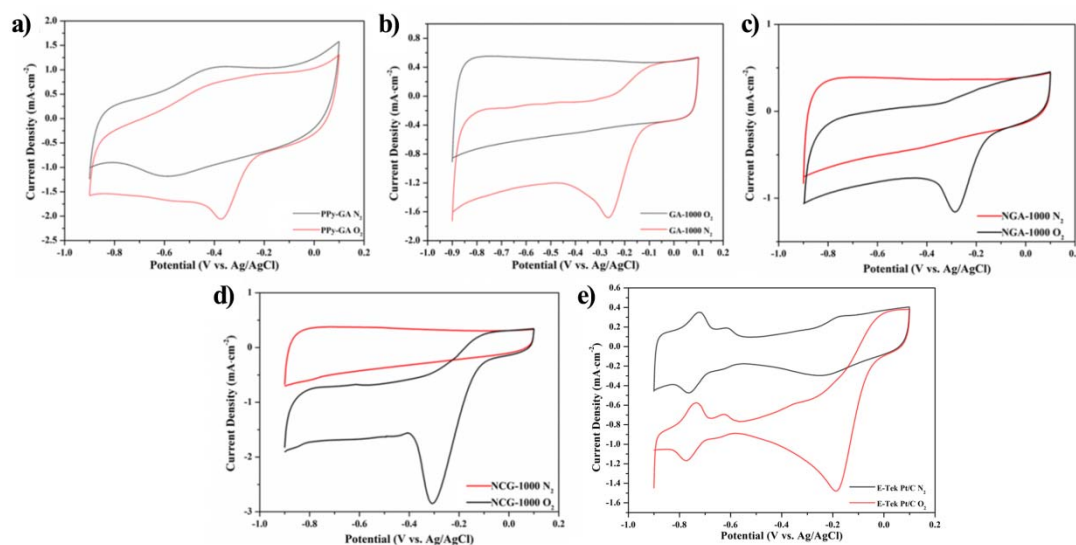 a)
Current Density (mA·cm⁻²)
2.0
1.5
1.0
0.5
0.0
-0.5
-1.0
-1.5
-2.0
-2.5
PPy-GA N₂
PPy-GA O₂
-1.0 -0.8 -0.6 -0.4 -0.2 0.0 0.2
Potential (V vs. Ag/AgCl)
b)
Current Density (mA·cm⁻²)
0.8
0.4
0.0
-0.4
-0.8
-1.2
-1.6
-2.0
GA-1000 O₂
GA-1000 N₂
-1.0 -0.9 -0.8 -0.7 -0.6 -0.5 -0.4 -0.3 -0.2 -0.1 0.0 0.1 0.2
Potential (V vs. Ag/AgCl)
c)
Current Density (mA·cm⁻²)
1
0
-1
NGA-1000 N₂
NGA-1000 O₂
-1.0 -0.8 -0.6 -0.4 -0.2 0.0 0.2
Potential (V vs. Ag/AgCl)
d)
Current Density (mA·cm⁻²)
1
0
-1
-2
-3
NCG-1000 N₂
NCG-1000 O₂
-1.0 -0.8 -0.6 -0.4 -0.2 0.0 0.2
Potential (V vs. Ag/AgCl)
e)
Current Density (mA·cm⁻²)
0.6
0.4
0.2
0.0
-0.2
-0.4
-0.6
-0.8
-1.0
-1.2
-1.4
-1.6
E-Tek Pt/C N₂
E-Tek Pt/C O₂
-1.0 -0.8 -0.6 -0.4 -0.2 0.0 0.2
Potential (V vs. Ag/AgCl)